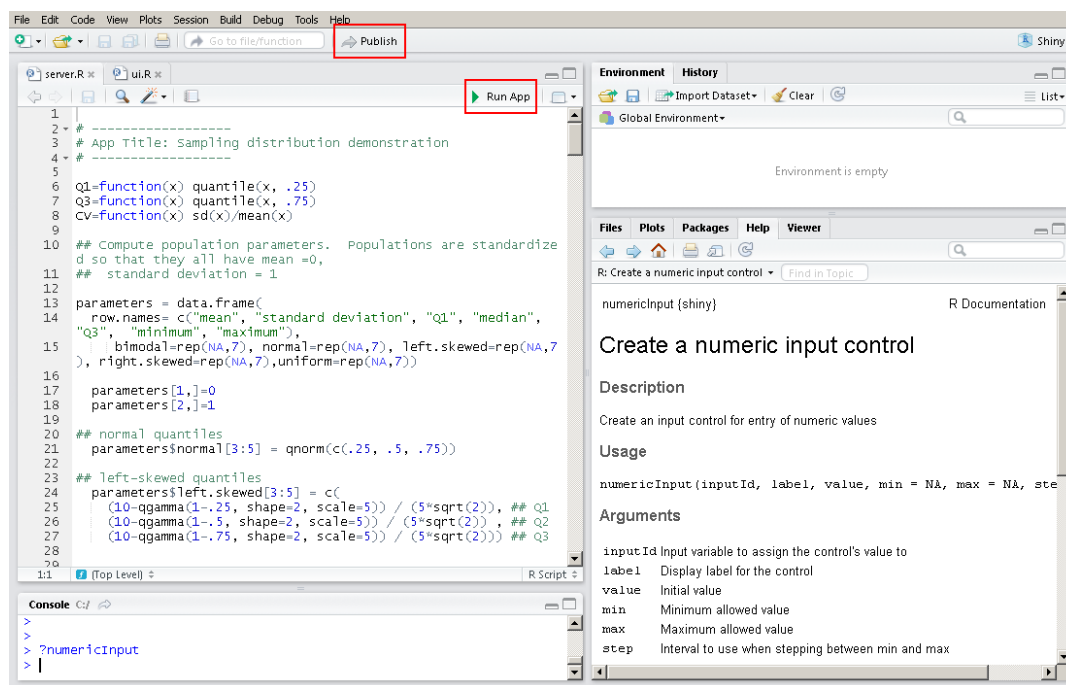 File Edit Code View Plots Session Build Debug Tools Help
Go to file/function
Publish
Shiny
server.R
ui.R
Run App
1
2 # -------------------
3 # App Title: Sampling distribution demonstration
4 # -------------------
5
6 Q1=function(x) quantile(x, .25)
7 Q3=function(x) quantile(x, .75)
8 CV=function(x) sd(x)/mean(x)
9
10 ## Compute population parameters.  Populations are standardize
d so that they all have mean =0,
11 ##  standard deviation = 1
12
13 parameters = data.frame(
14 row.names= c("mean", "standard deviation", "Q1", "median",
"Q3",  "minimum", "maximum"),
15 bimodal=rep(NA,7), normal=rep(NA,7), left.skewed=rep(NA,7
), right.skewed=rep(NA,7),uniform=rep(NA,7))
16
17 parameters[1,]=0
18 parameters[2,]=1
19
20 ## normal quantiles
21 parameters$normal[3:5] = qnorm(c(.25, .5, .75))
22
23 ## left-skewed quantiles
24 parameters$left.skewed[3:5] = c(
25 (10-qgamma(1-.25, shape=2, scale=5)) / (5*sqrt(2)), ## Q1
26 (10-qgamma(1-.5, shape=2, scale=5)) / (5*sqrt(2)) , ## Q2
27 (10-qgamma(1-.75, shape=2, scale=5)) / (5*sqrt(2))) ## Q3
28
29
1:1 (Top Level) R Script
Console C:/
>
>
> ?numericInput
>
Environment History
Import Dataset Clear List
Global Environment
Environment is empty
Files Plots Packages Help Viewer
R: Create a numeric input control Find in Topic
numericInput {shiny} R Documentation
Create a numeric input control
Description
Create an input control for entry of numeric values
Usage
numericInput(inputId, label, value, min = NA, max = NA, ste
Arguments
inputId Input variable to assign the control's value to
label Display label for the control
value Initial value
min Minimum allowed value
max Maximum allowed value
step Interval to use when stepping between min and max